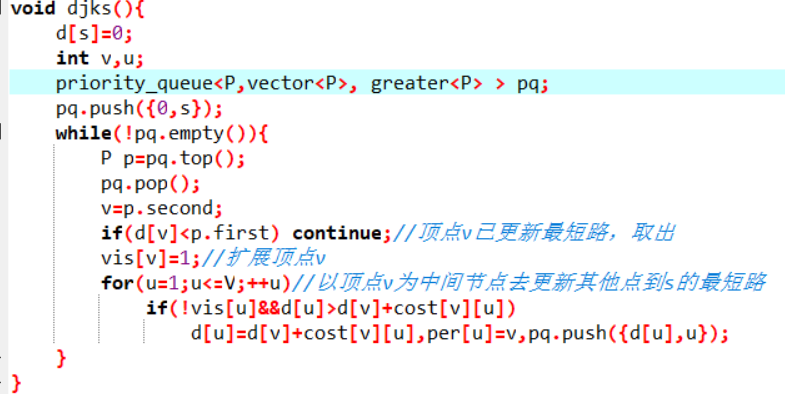 void djks(){
    d[s]=0;
    int v,u;
    priority_queue<P,vector<P>, greater<P> > pq;
    pq.push({0,s});
    while(!pq.empty()){
        P p=pq.top();
        pq.pop();
        v=p.second;
        if(d[v]<p.first) continue;//顶点v已更新最短路，取出
        vis[v]=1;//扩展顶点v
        for(u=1;u<=V;++u)//以顶点v为中间节点去更新其他点到s的最短路
            if(!vis[u]&&d[u]>d[v]+cost[v][u])
                d[u]=d[v]+cost[v][u],per[u]=v,pq.push({d[u],u});
    }
}